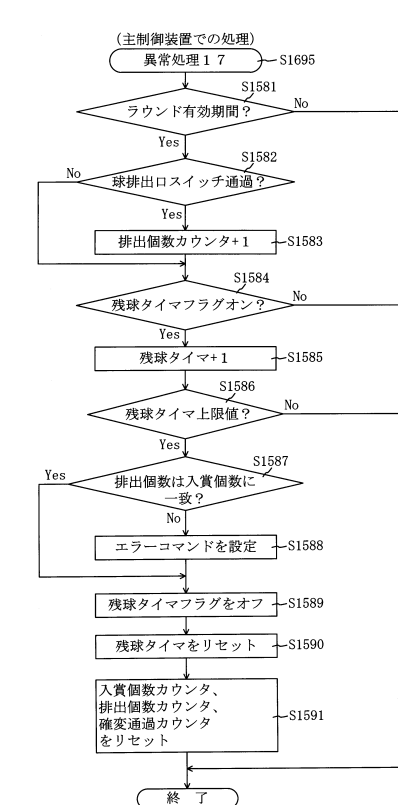 (主制御装置での処理)
異常処理17
S1695
S1581
ラウンド有効期間?
No
Yes
S1582
No
球排出口スイッチ通過?
Yes
排出個数カウンタ+1
S1583
S1584
残球タイマフラグオン?
No
Yes
残球タイマ+1
S1585
S1586
残球タイマ上限値?
No
Yes
S1587
Yes
排出個数は入賞個数に
一致?
No
エラーコマンドを設定
S1588
残球タイマフラグをオフ
S1589
残球タイマをリセット
S1590
入賞個数カウンタ、
排出個数カウンタ、
確変通過カウンタ
をリセット
S1591
終 了